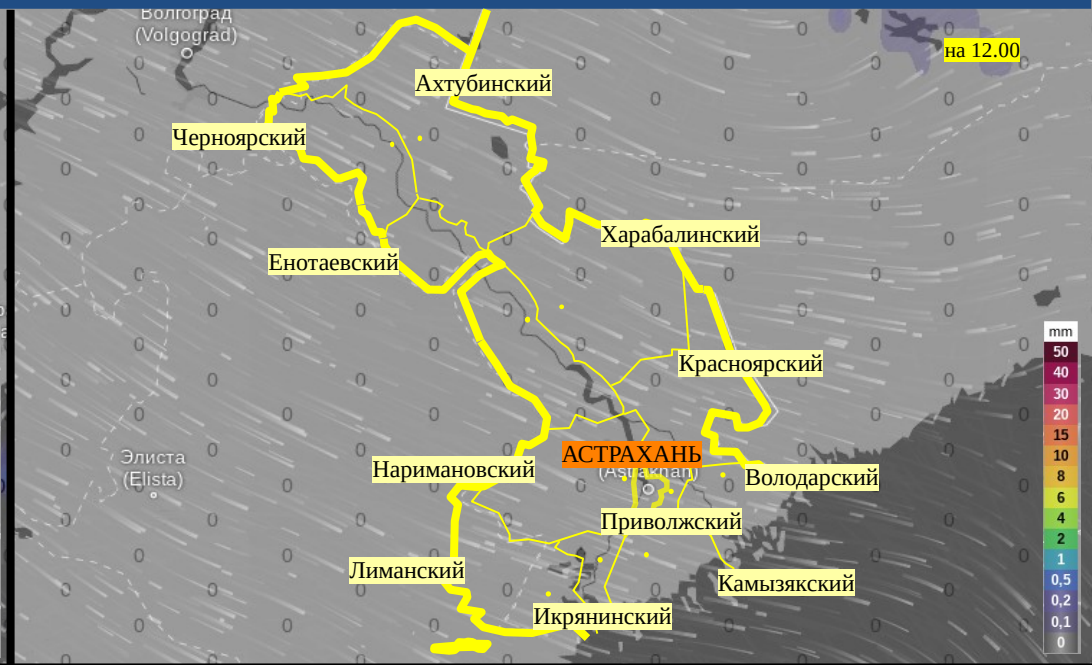 Волгоград
(Volgograd)
на 12.00
Ахтубинский
Черноярский
Харабалинский
Енотаевский
mm
50
40
30
20
15
10
8
6
4
2
1
0,5
0,2
0,1
0
Красноярский
АСТРАХАНЬ
(Astrakhan)
Элиста
(Elista)
Наримановский
Володарский
Приволжский
Лиманский
Камызякский
Икрянинский